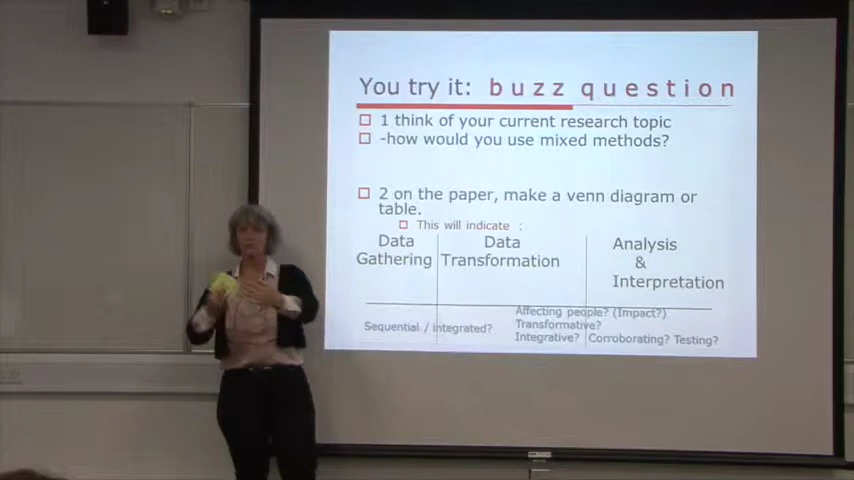 You try it: buzz question
1 think of your current research topic
-how would you use mixed methods?
2 on the paper, make a venn diagram or
table.
This will indicate :
Data Data Analysis
Gathering Transformation &
Interpretation
Affecting people? (Impact?)
Sequential / integrated? Transformative?
Integrative? Corroborating? Testing?